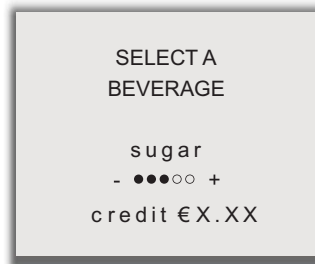 SELECT A
BEVERAGE
sugar
- ●●●○○ +
credit €X.XX